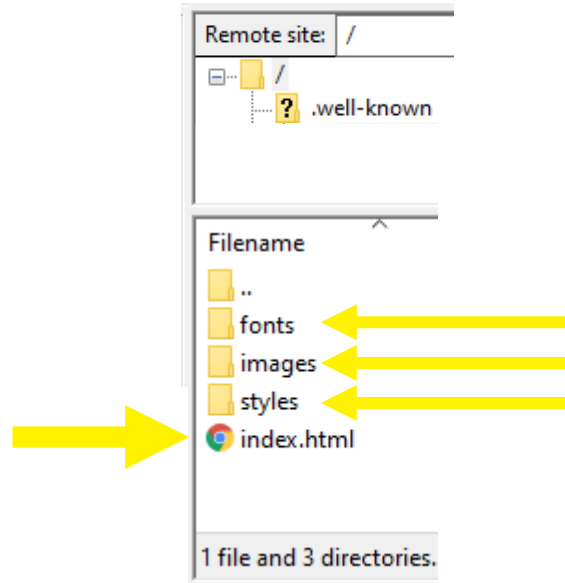 Remote site: /
/
? .well-known
Filename
..
fonts
images
styles
index.html
1 file and 3 directories.